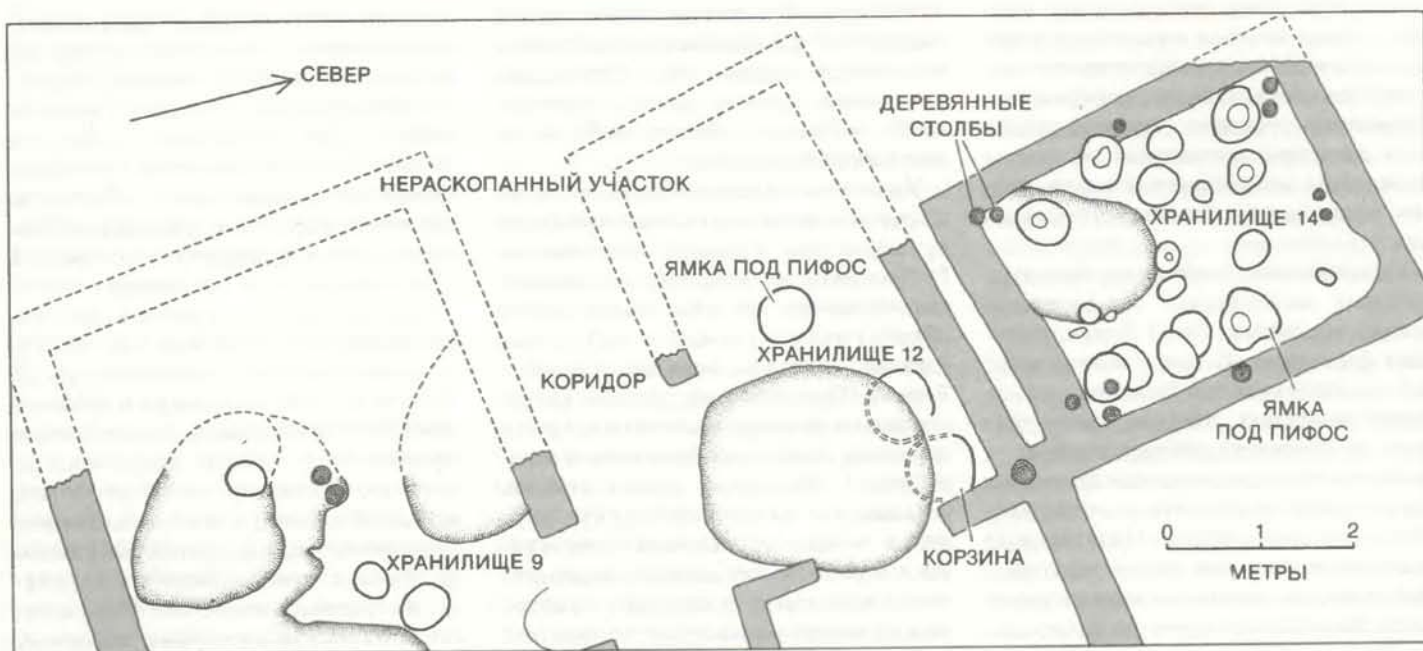 СЕВЕР
ДЕРЕВЯННЫЕ
СТОЛБЫ
НЕРАСКОПАННЫЙ УЧАСТОК
ХРАНИЛИЩЕ 14
ЯМКА ПОД ПИФОС
ХРАНИЛИЩЕ 12
КОРИДОР
ЯМКА
ПОД ПИФОС
КОРЗИНА
ХРАНИЛИЩЕ 9
0 1 2
МЕТРЫ